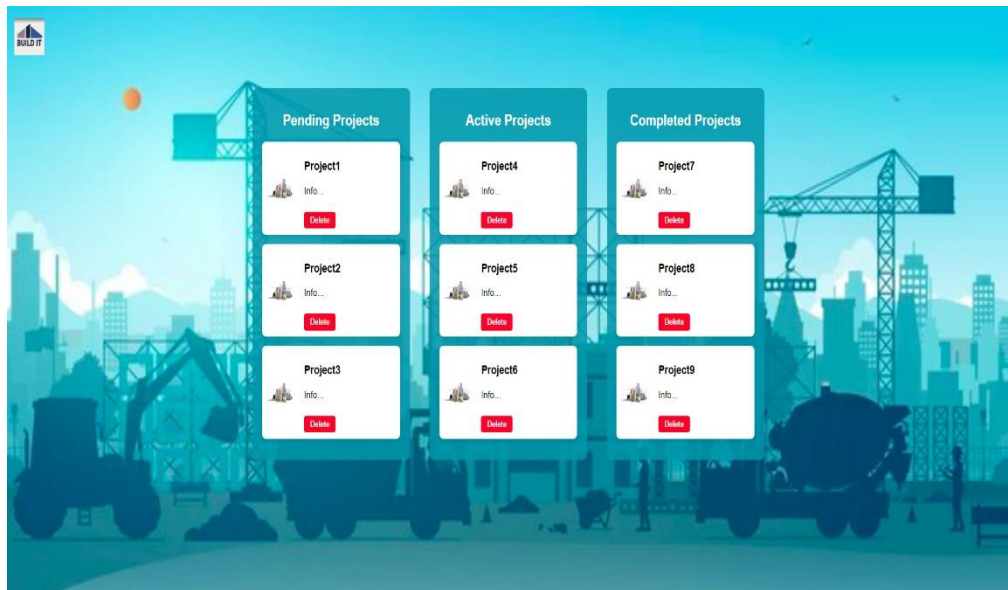 BUILD IT
Pending Projects
Project1
Info...
Delete
Project2
Info...
Delete
Project3
Info...
Delete
Active Projects
Project4
Info...
Delete
Project5
Info...
Delete
Project6
Info...
Delete
Completed Projects
Project7
Info...
Delete
Project8
Info...
Delete
Project9
Info...
Delete